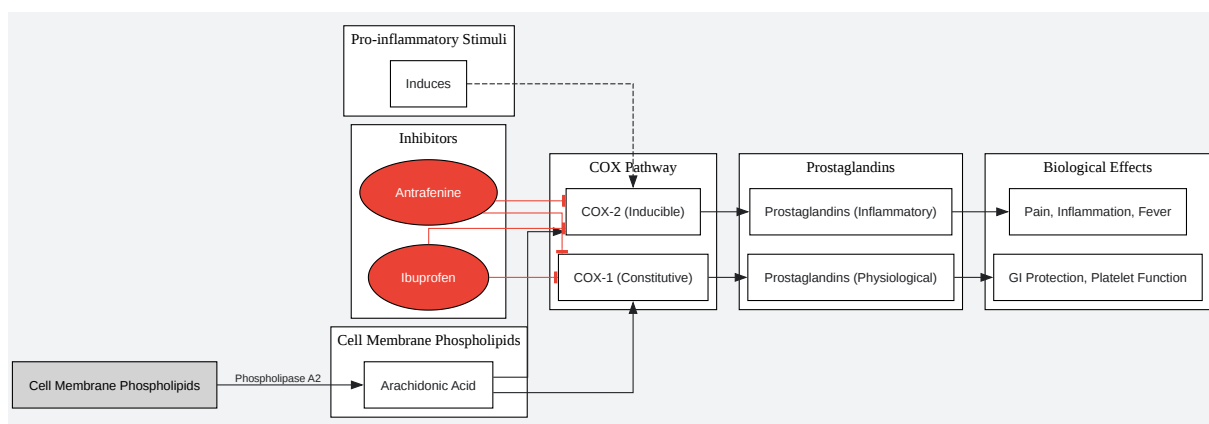 Pro-inflammatory Stimuli
Induces
Inhibitors
Antrafenine
Ibuprofen
COX Pathway
COX-2 (Inducible)
COX-1 (Constitutive)
Prostaglandins
Prostaglandins (Inflammatory)
Prostaglandins (Physiological)
Biological Effects
Pain, Inflammation, Fever
GI Protection, Platelet Function
Cell Membrane Phospholipids
Phospholipase A2
Cell Membrane Phospholipids
Arachidonic Acid